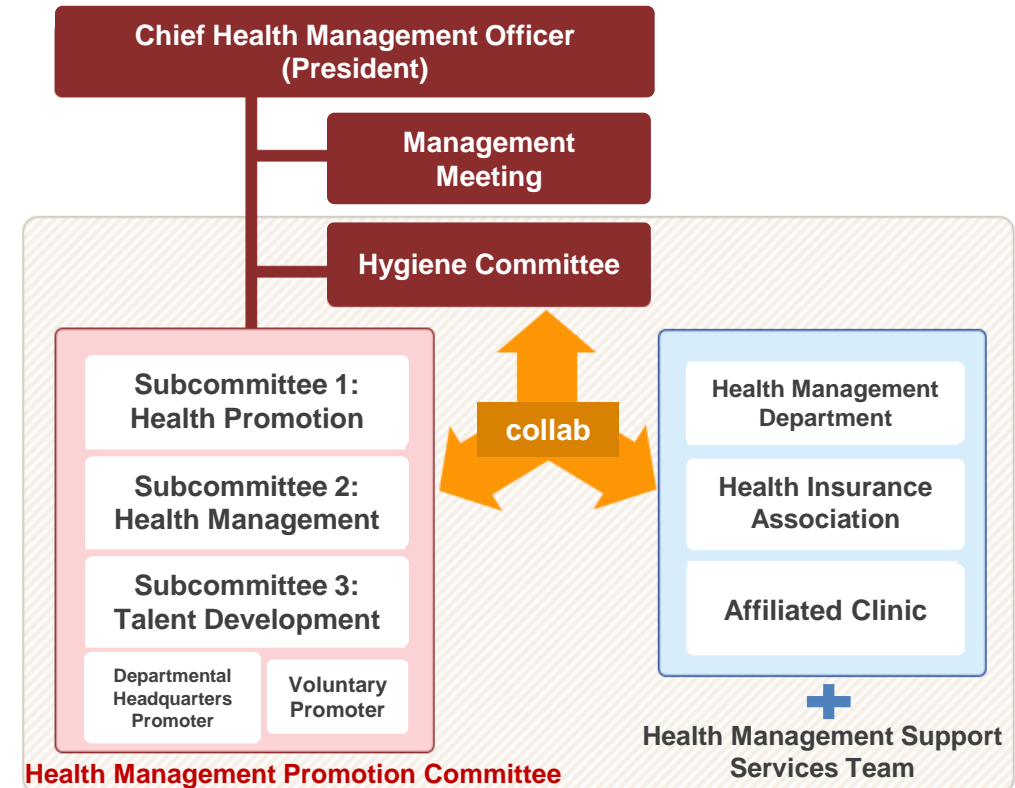 Chief Health Management Officer
(President)
Management
Meeting
Hygiene Committee
Subcommittee 1:
Health Promotion
Subcommittee 2:
Health Management
Subcommittee 3:
Talent Development
Departmental
Headquarters
Promoter
Voluntary
Promoter
Health Management Promotion Committee
collab
Health Management
Department
Health Insurance
Association
Affiliated Clinic
Health Management Support
Services Team